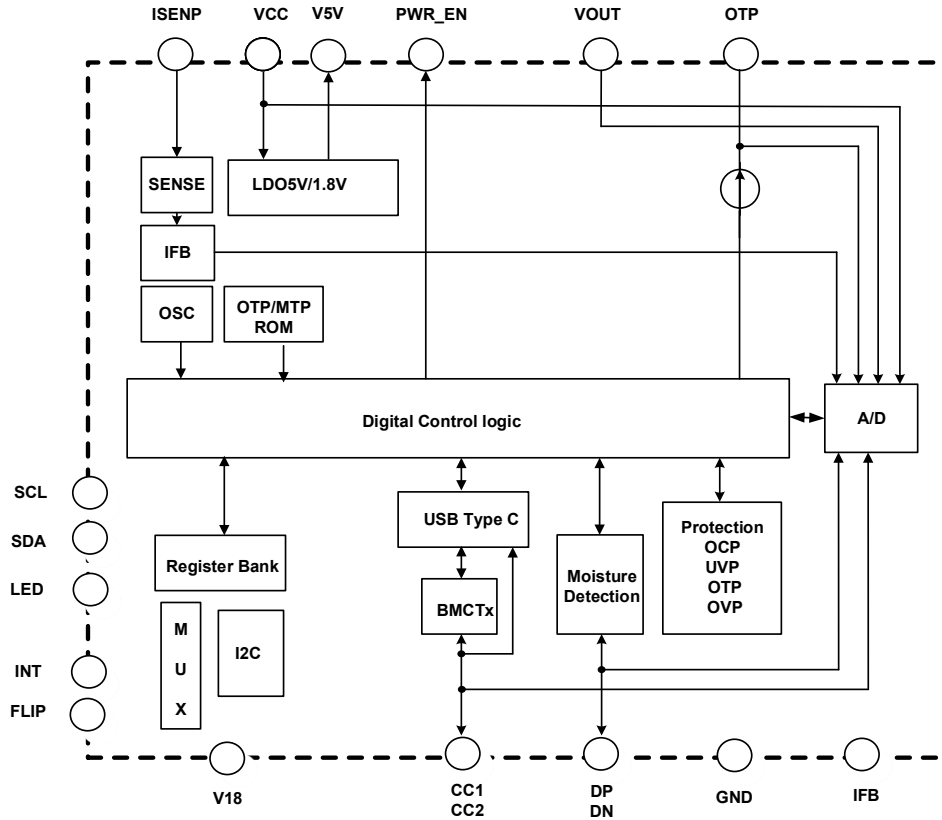 ISENP
VCC
V5V
PWR_EN
VOUT
OTP
SENSE
LDO5V/1.8V
IFB
OSC
OTP/MTP
ROM
Digital Control logic
A/D
SCL
SDA
LED
INT
FLIP
USB Type C
Register Bank
BMCTx
Moisture
Detection
Protection
OCP
UVP
OTP
OVP
M
U
X
I2C
V18
CC1
CC2
DP
DN
GND
IFB